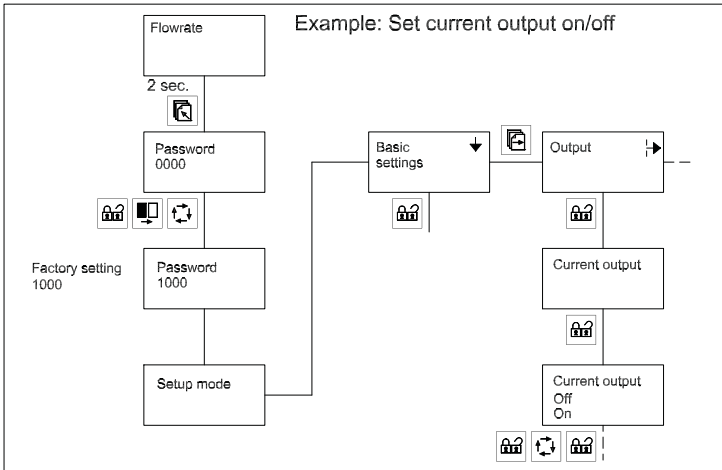 Example: Set current output on/off
Flowrate
2 sec.
Password
0000
Factory setting
1000
Password
1000
Setup mode
Basic
settings
Output
Current output
Current output
Off
On